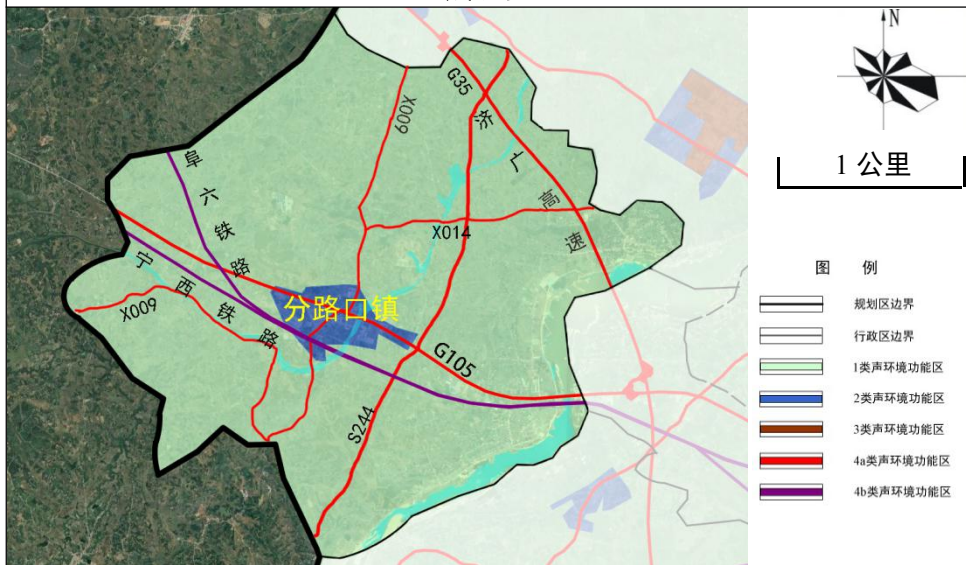 N
1 公里
G35
济广高速
X009
阜六铁路
X014
宁西铁路
分路口镇
X009
G105
S244
图 例
规划区边界
行政区边界
1类声环境功能区
2类声环境功能区
3类声环境功能区
4a类声环境功能区
4b类声环境功能区